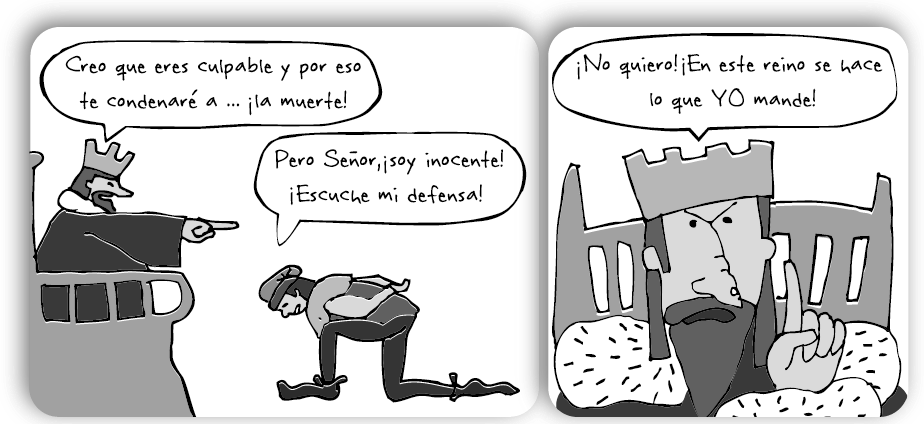 Creo que eres culpable y por eso
te condenaré a ... ¡la muerte!
Pero Señor,¡soy inocente!
¡Escuche mi defensa!
¡No quiero!¡En este reino se hace
lo que YO mande!